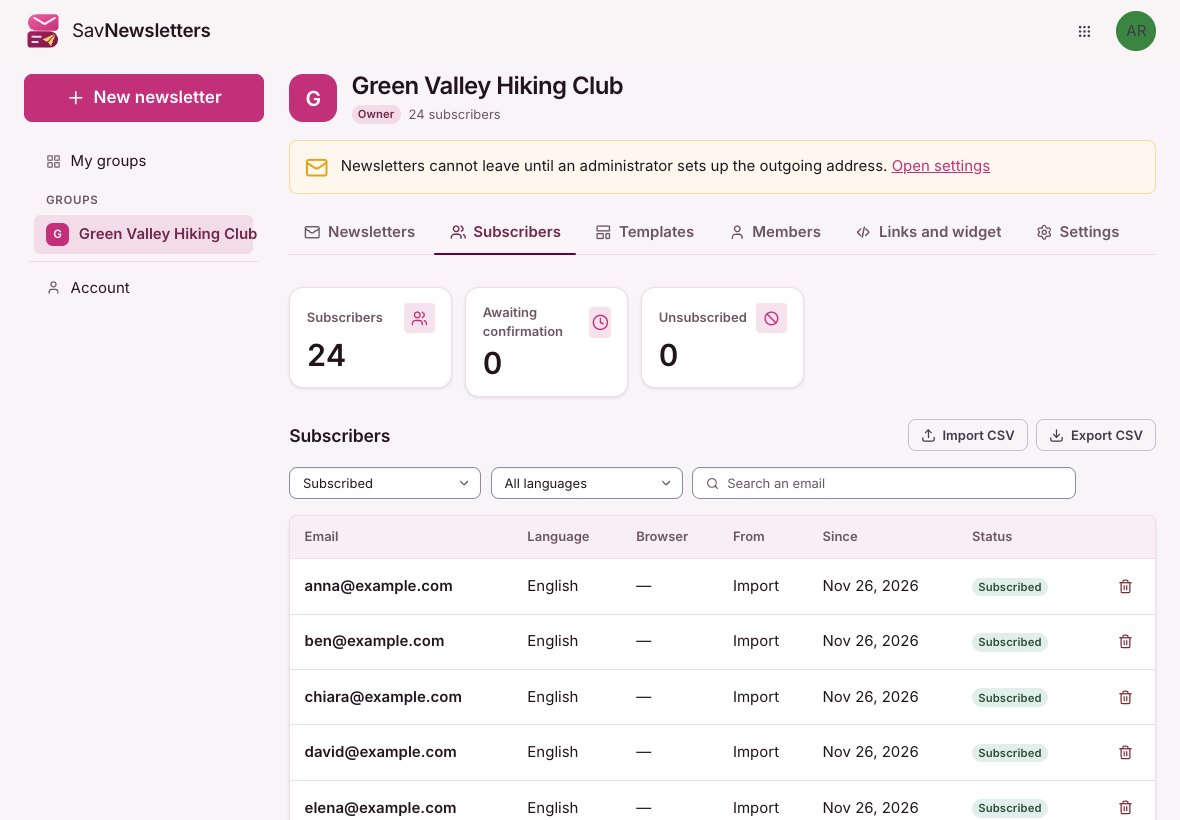 SavNewsletters
AR
New newsletter
My groups
GROUPS
G Green Valley Hiking Club
Account
G
Green Valley Hiking Club
Owner 24 subscribers
Newsletters cannot leave until an administrator sets up the outgoing address. Open settings
Newsletters Subscribers Templates Members Links and widget Settings
Subscribers
24
Awaiting
confirmation
0
Unsubscribed
0
Subscribers
Import CSV Export CSV
Subscribed All languages Search an email
Email Language Browser From Since Status
anna@example.com English — Import Nov 26, 2026 Subscribed
ben@example.com English — Import Nov 26, 2026 Subscribed
chiara@example.com English — Import Nov 26, 2026 Subscribed
david@example.com English — Import Nov 26, 2026 Subscribed
elena@example.com English — Import Nov 26, 2026 Subscribed